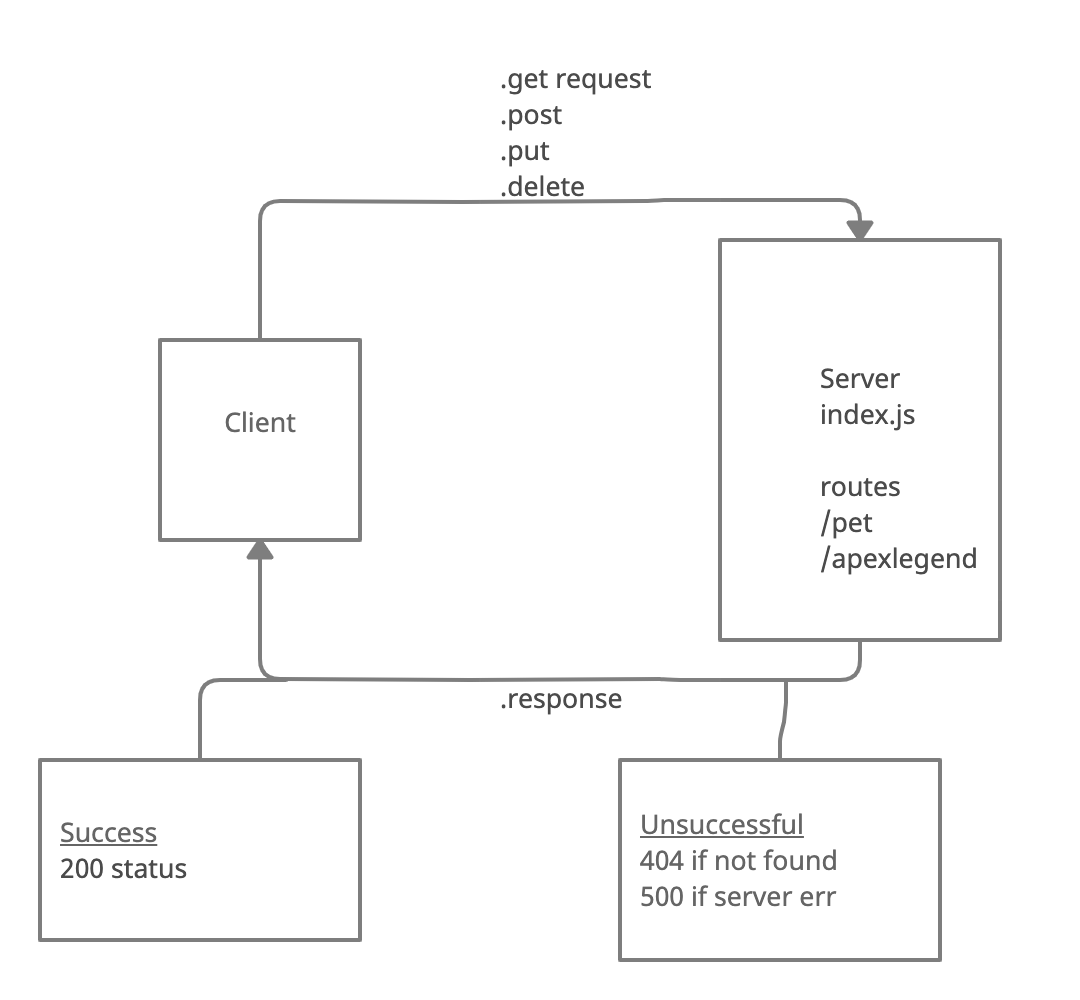 .get request
.post
.put
.delete
Client
Server
index.js
routes
/pet
/apexlegend
.response
Success
200 status
Unsuccessful
404 if not found
500 if server err